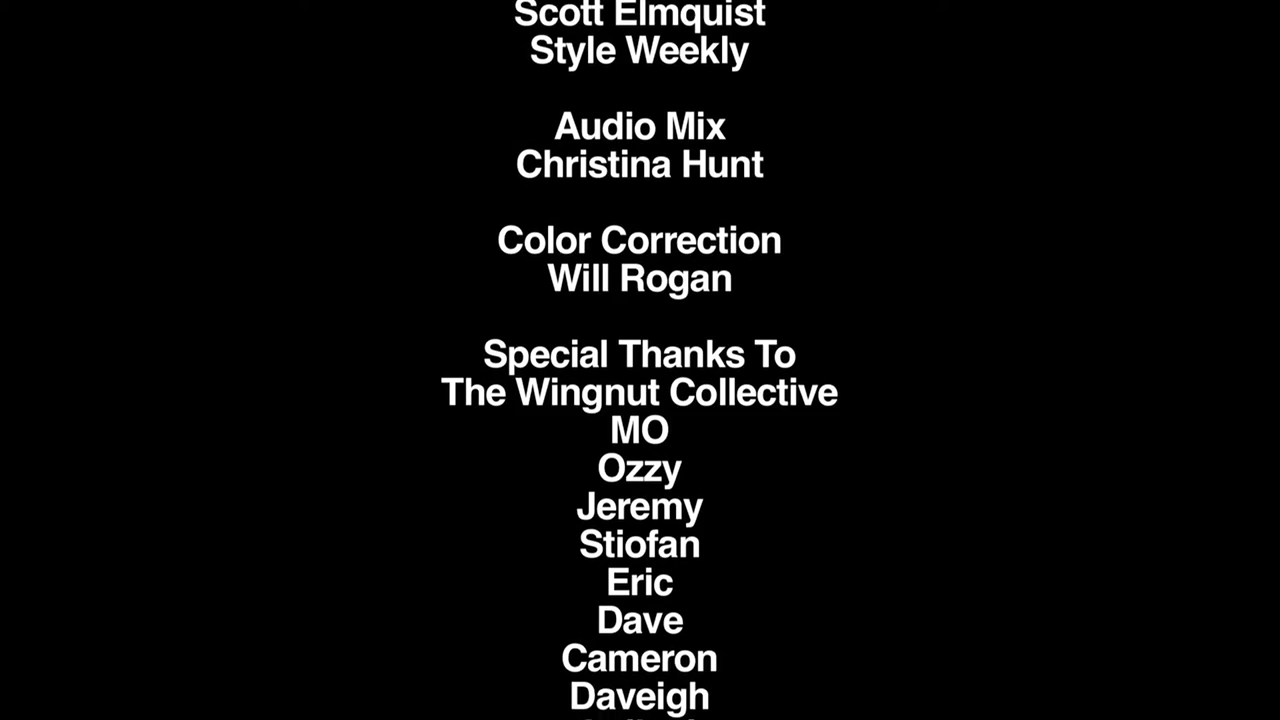 Scott Elmquist
Style Weekly
Audio Mix
Christina Hunt
Color Correction
Will Rogan
Special Thanks To
The Wingnut Collective
MO
Ozzy
Jeremy
Stiofan
Eric
Dave
Cameron
Daveigh